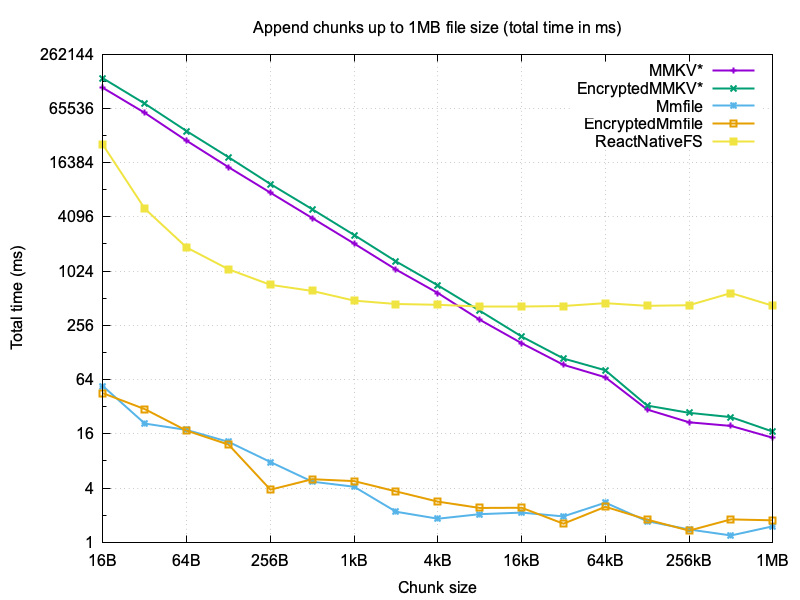 Append chunks up to 1MB file size (total time in ms)
262144
65536
16384
4096
1024
256
64
16
4
1
Total time (ms)
MMKV*
EncryptedMMKV*
Mmfile
EncryptedMmfile
ReactNativeFS
16B 64B 256B 1kB 4kB 16kB 64kB 256kB 1MB
Chunk size